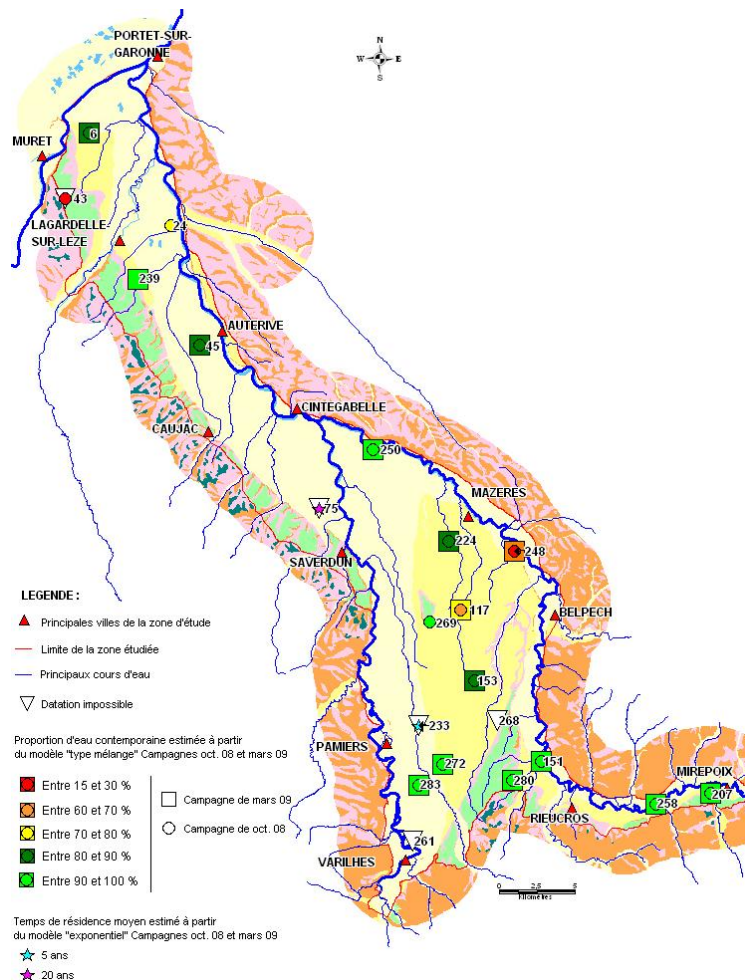 PORTET-SUR-
GARONNE
N
W E
S
6
MURET
43
LAGARDELLE-
SUR-LEZE
24
239
AUTERIVE
45
CINTEGABELLE
CAUJAC
250
MAZERES
75
224
248
SAVERDUN
LEGENDE :
Principales villes de la zone d'étude
Limite de la zone étudiée
Principaux cours d'eau
Datation impossible
117
269
BELPECH
153
233
268
PAMIERS
272
283
280
151
MIREPOIX
207
258
RIEUCROS
261
VARILHES
0 2,5 5
Kilomètres
Proportion d'eau contemporaine estimée à partir
du modèle "type mélange" Campagnes oct. 08 et mars 09
Entre 15 et 30 %
Entre 60 et 70 %
Entre 70 et 80 %
Entre 80 et 90 %
Entre 90 et 100 %
Campagne de mars 09
Campagne de oct. 08
Temps de résidence moyen estimé à partir
du modèle "exponentiel" Campagnes oct. 08 et mars 09
5 ans
20 ans